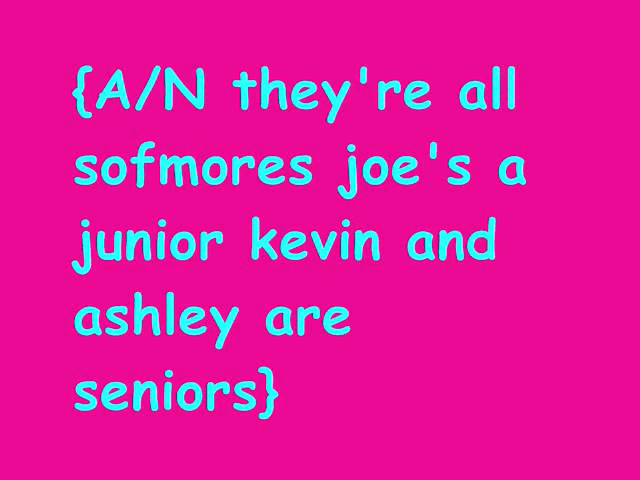 {A/N they're all
sofmores joe's a
junior kevin and
ashley are
seniors}